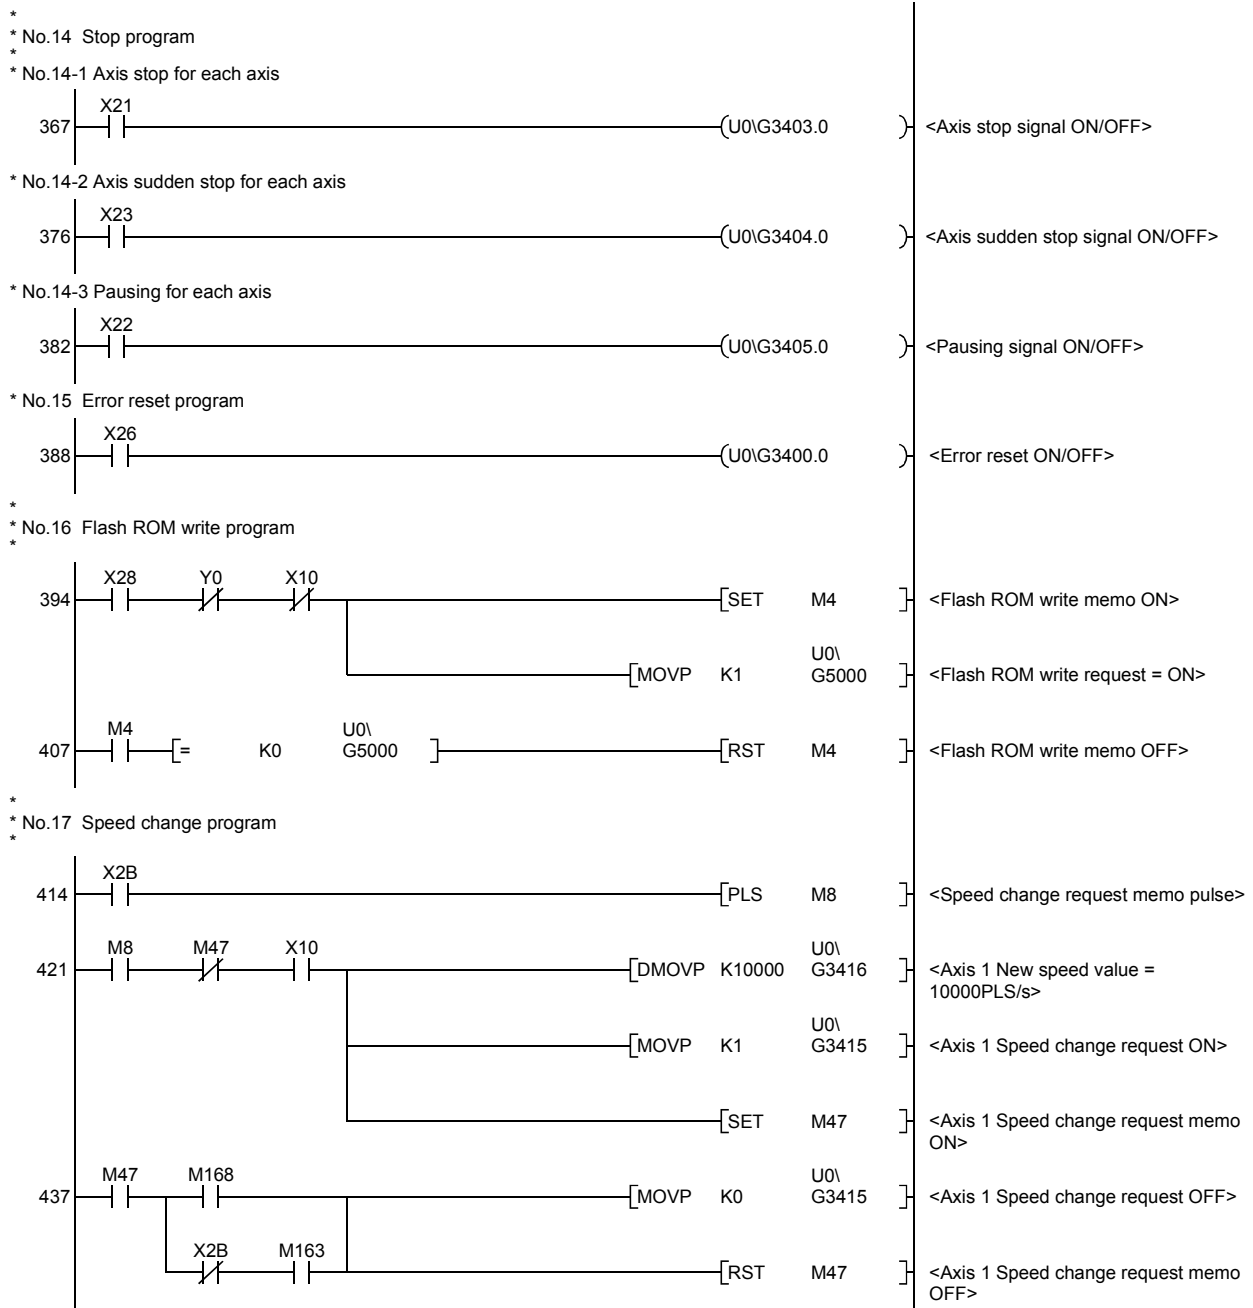 *
* No.14 Stop program
*
* No.14-1 Axis stop for each axis
X21
367 (U0\G3403.0 ) <Axis stop signal ON/OFF>
* No.14-2 Axis sudden stop for each axis
X23
376 (U0\G3404.0 ) <Axis sudden stop signal ON/OFF>
* No.14-3 Pausing for each axis
X22
382 (U0\G3405.0 ) <Pausing signal ON/OFF>
* No.15 Error reset program
X26
388 (U0\G3400.0 ) <Error reset ON/OFF>
*
* No.16 Flash ROM write program
*
X28 Y0 X10
394 [SET M4 ] <Flash ROM write memo ON>
U0\
[MOVP K1 G5000 ] <Flash ROM write request = ON>
M4 U0\
407 [= K0 G5000 ] [RST M4 ] <Flash ROM write memo OFF>
*
* No.17 Speed change program
*
X2B
414 [PLS M8 ] <Speed change request memo pulse>
M8 M47 X10 U0\
421 [DMOVP K10000 G3416 ] <Axis 1 New speed value =
10000PLS/s>
U0\
[MOVP K1 G3415 ] <Axis 1 Speed change request ON>
[SET M47 ] <Axis 1 Speed change request memo
ON>
M47 M168 U0\
437 [MOVP K0 G3415 ] <Axis 1 Speed change request OFF>
X2B M163
[RST M47 ] <Axis 1 Speed change request memo
OFF>